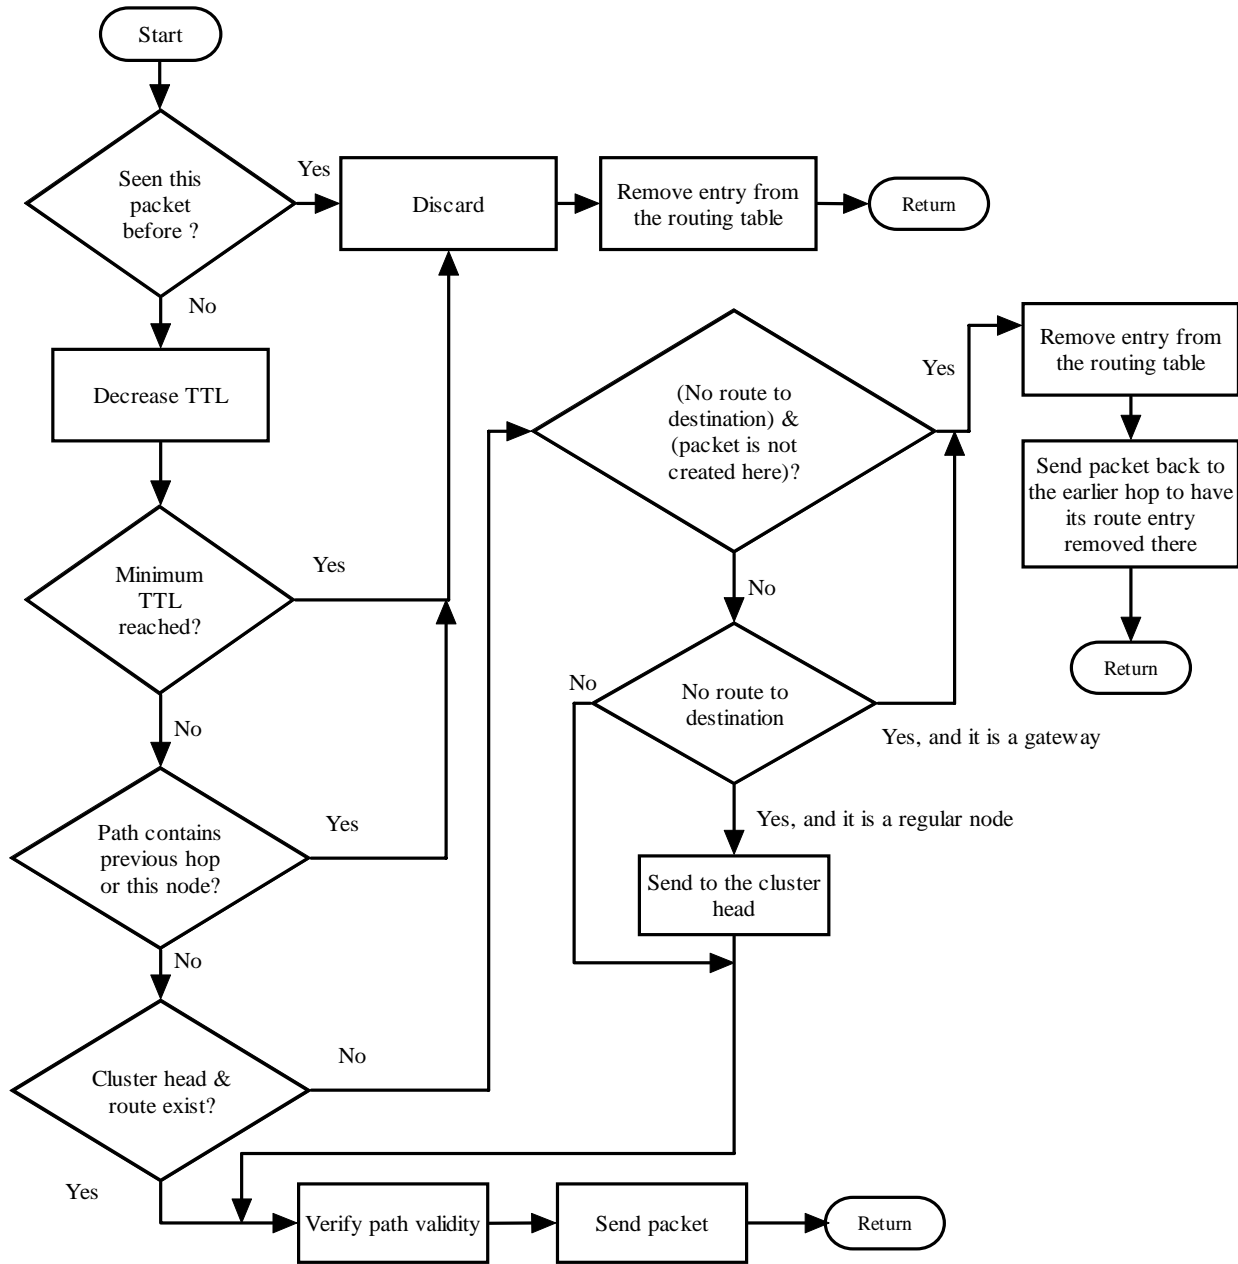 Start
Seen this
packet
before ?
Yes
Discard
Remove entry from
the routing table
Return
No
Decrease TTL
Minimum
TTL
reached?
Yes
No
Path contains
previous hop
or this node?
Yes
No
Cluster head &
route exist?
No
Yes
(No route to
destination) &
(packet is not
created here)?
Yes
Remove entry from
the routing table
Send packet back to
the earlier hop to have
its route entry
removed there
Return
No
No route to
destination
No
Yes, and it is a gateway
Yes, and it is a regular node
Send to the cluster
head
Verify path validity
Send packet
Return